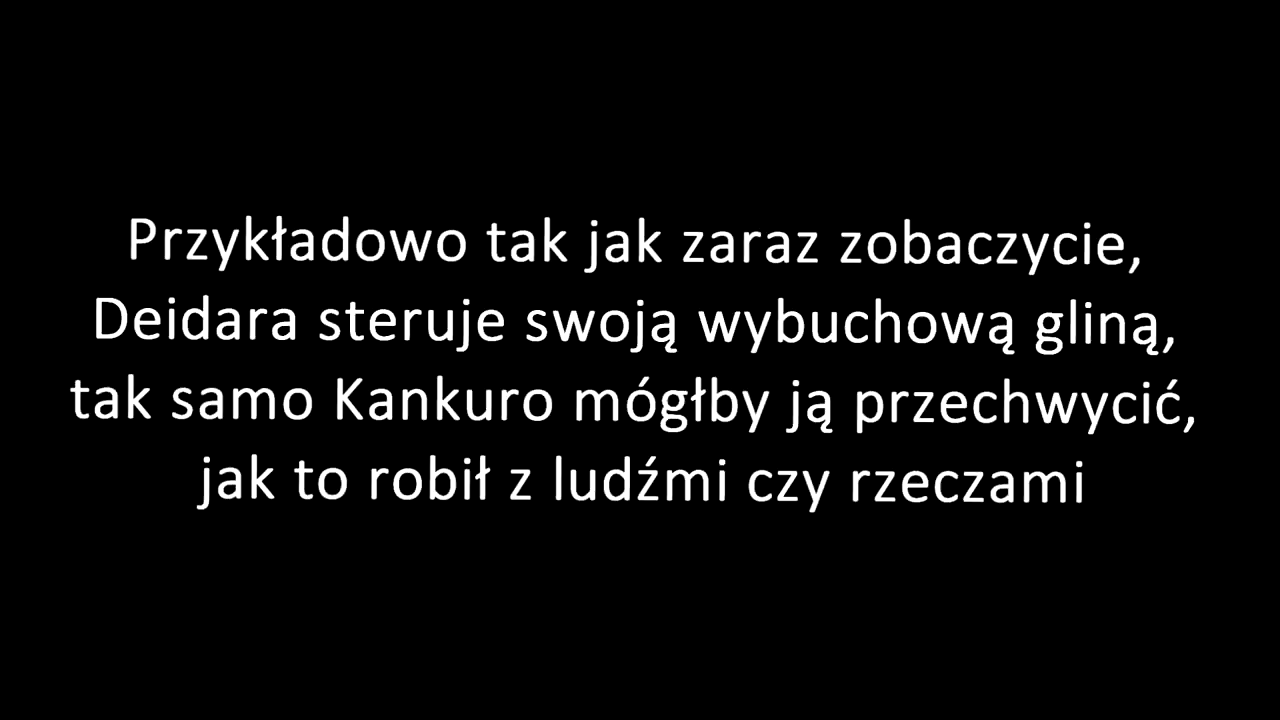 Przykładowo tak jak zaraz zobaczycie,
Deidara steruje swoją wybuchową gliną,
tak samo Kankuro mógłby ją przechwycić,
jak to robił z ludźmi czy rzeczami